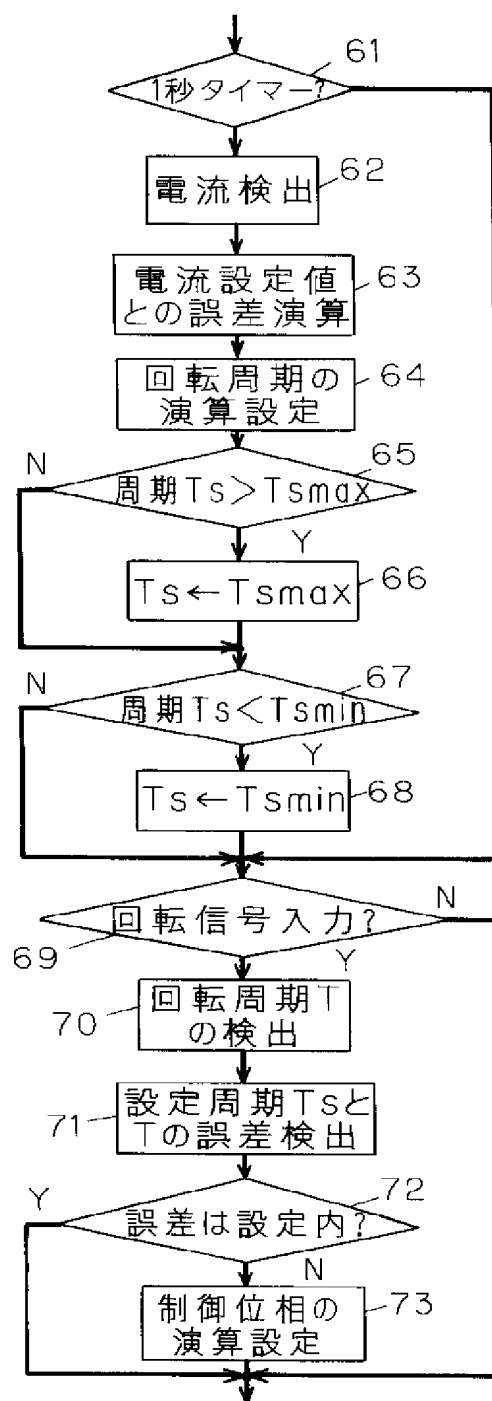 61
1秒タイマー?
62
電流検出
63
電流設定値
との誤差演算
64
回転周期の
演算設定
65
N
周期Ts>Tsmax
Y
66
Ts←Tsmax
67
N
周期Ts<Tsmin
Y
68
Ts←Tsmin
N
回転信号入力?
69
Y
70
回転周期T
の検出
71
設定周期Tsと
Tの誤差検出
72
Y
誤差は設定内?
N
73
制御位相の
演算設定